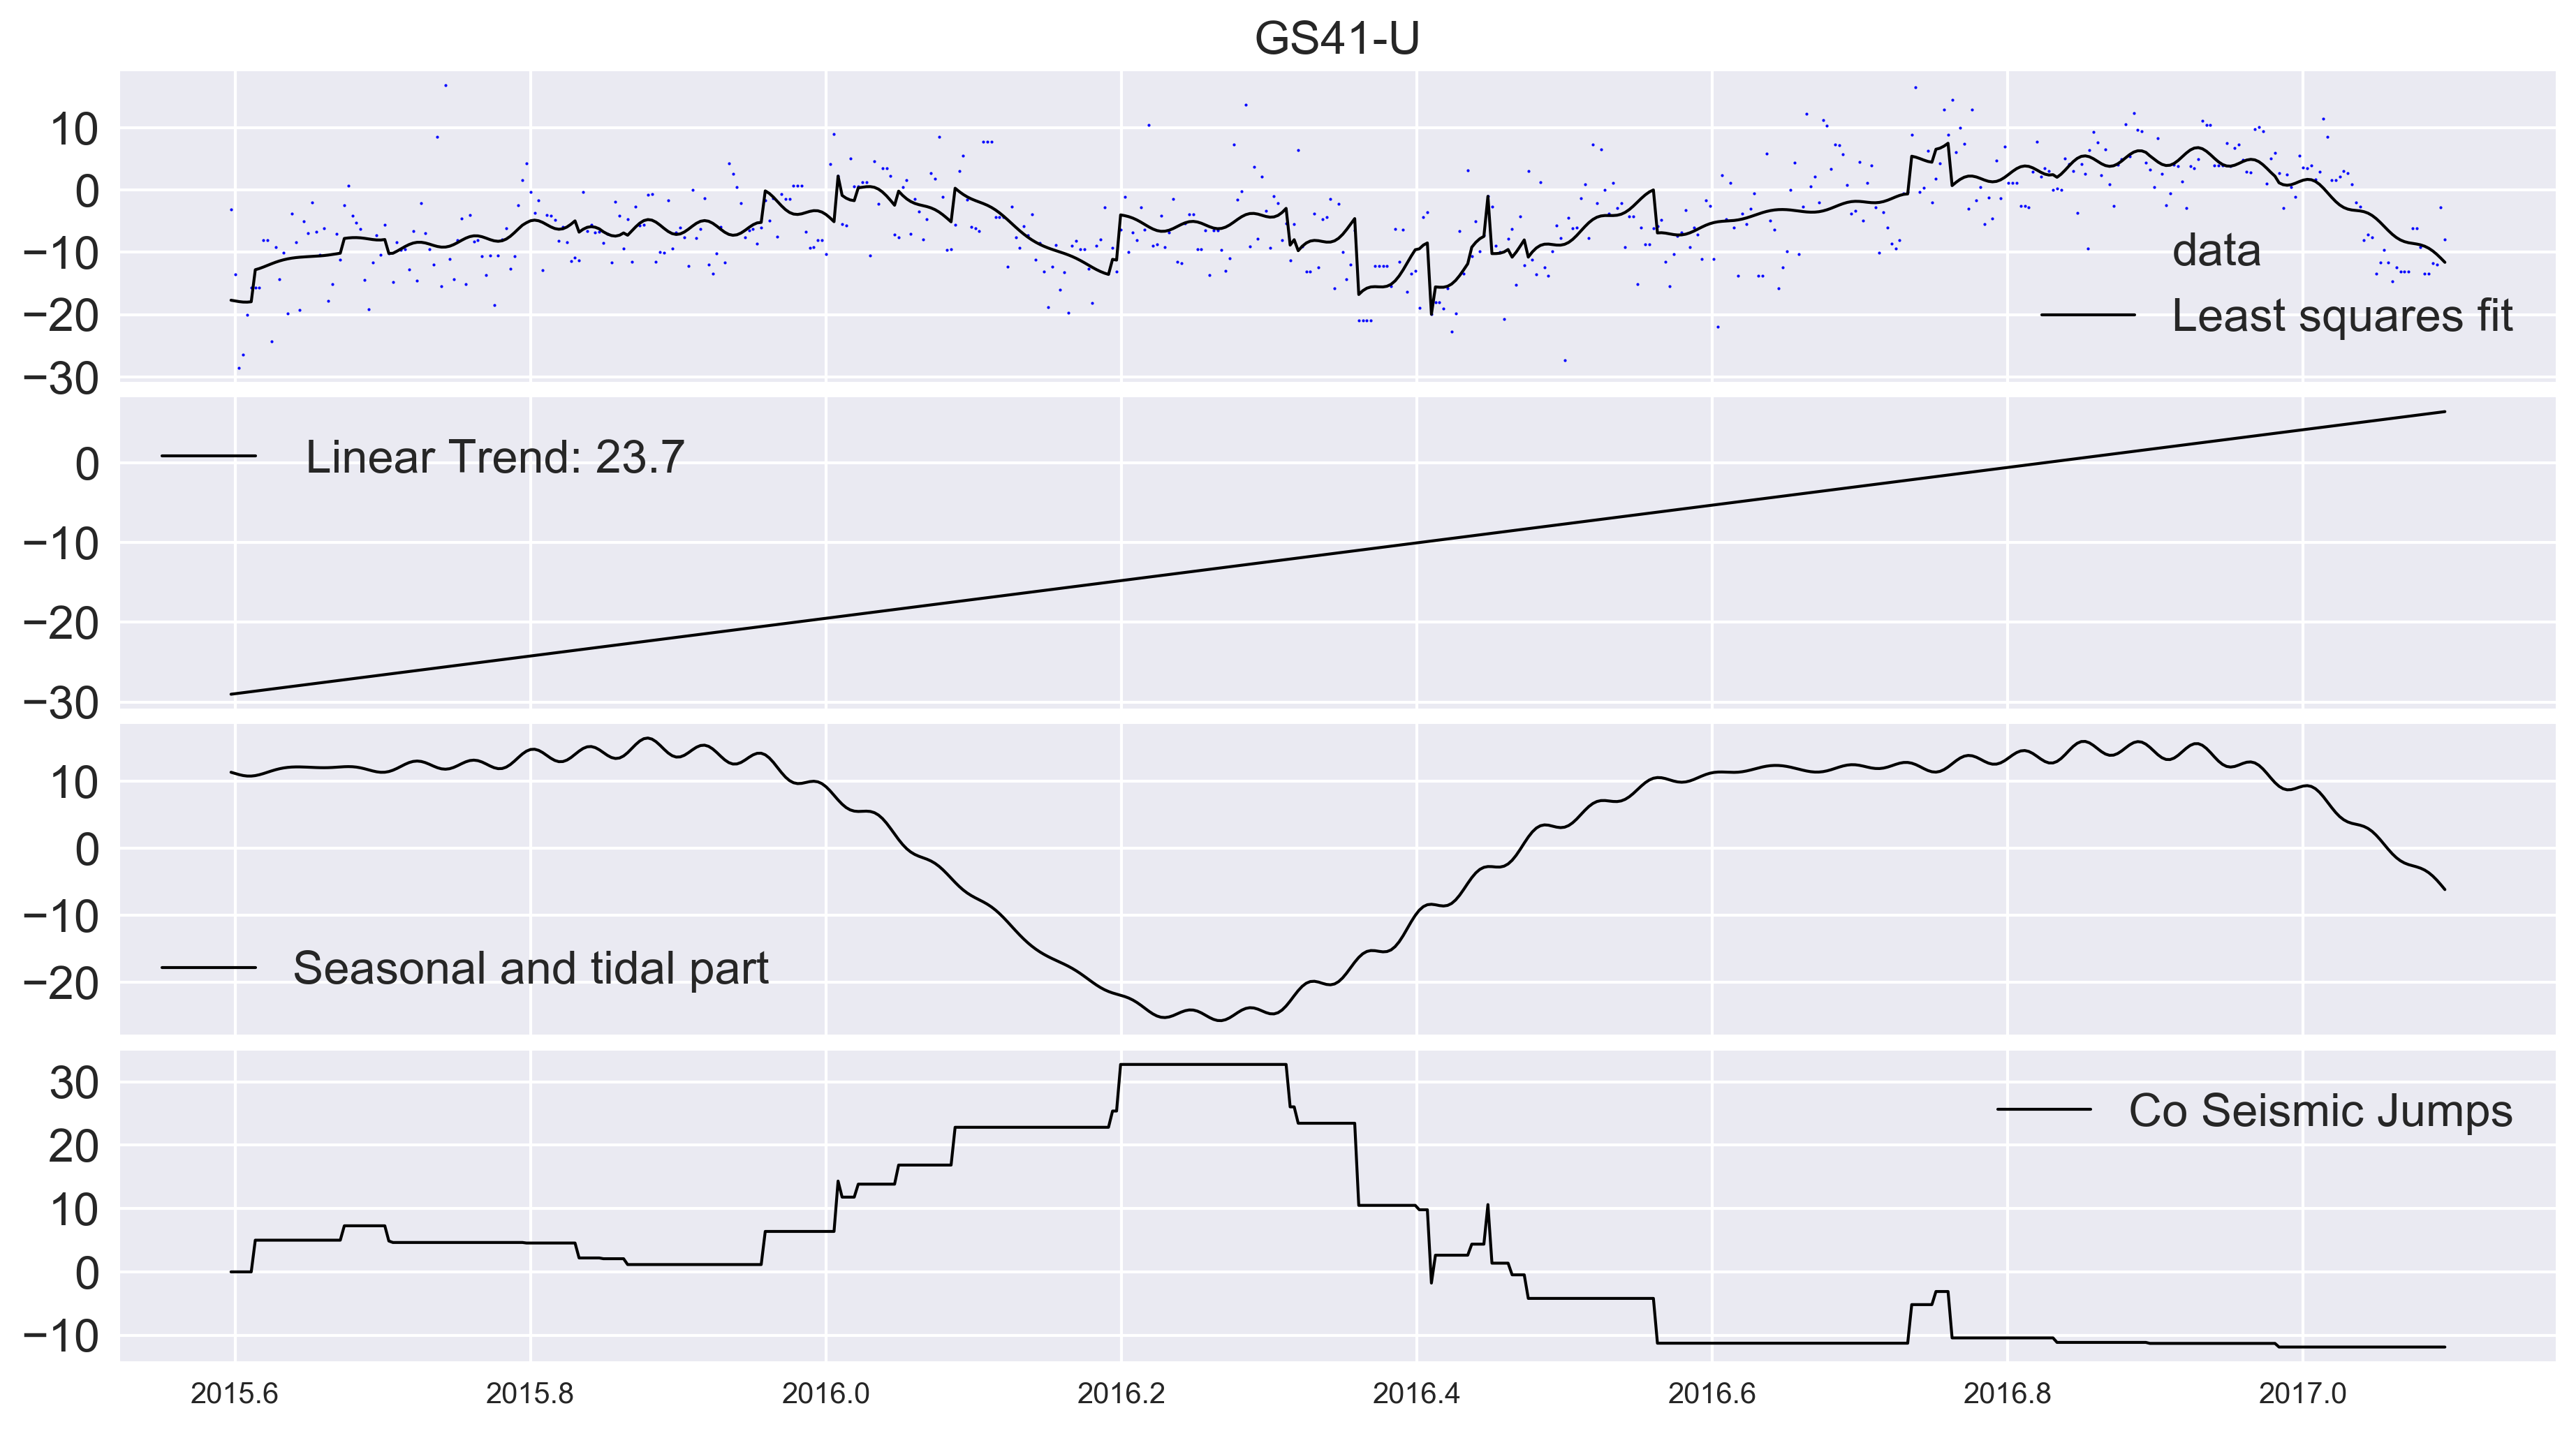 GS41-U
10
0
−10
−20
−30
data
Least squares fit
0
−10
−20
−30
Linear Trend: 23.7
10
0
−10
−20
Seasonal and tidal part
30
20
10
0
−10
Co Seismic Jumps
2015.6 2015.8 2016.0 2016.2 2016.4 2016.6 2016.8 2017.0